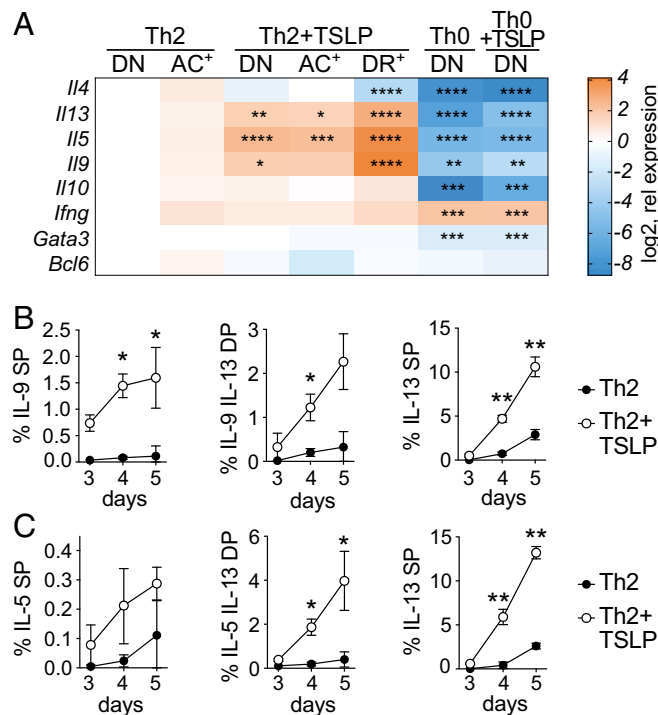 A
Th2
Th2+TSLP
Th0
Th0
+TSLP
DN AC+ DN AC+ DR+ DN DN
Il4 **** **** ****
Il13 ** * **** **** ****
Il5 **** *** **** **** ****
Il9 * **** ** **
Il10 *** ***
Ifng *** ***
Gata3 *** ***
Bcl6
4
2
0
-2
-4
-6
-8
log2, rel expression
B
% IL-9 SP
2.5
2.0
1.5
1.0
0.5
0.0
* *
3 4 5
days
% IL-9 IL-13 DP
3
2
1
0
*
3 4 5
days
% IL-13 SP
15
10
5
0
** **
3 4 5
days
Th2
Th2+
TSLP
C
% IL-5 SP
0.4
0.3
0.2
0.1
0.0
3 4 5
days
% IL-5 IL-13 DP
6
4
2
0
* *
3 4 5
days
% IL-13 SP
15
10
5
0
** **
3 4 5
days
Th2
Th2+
TSLP